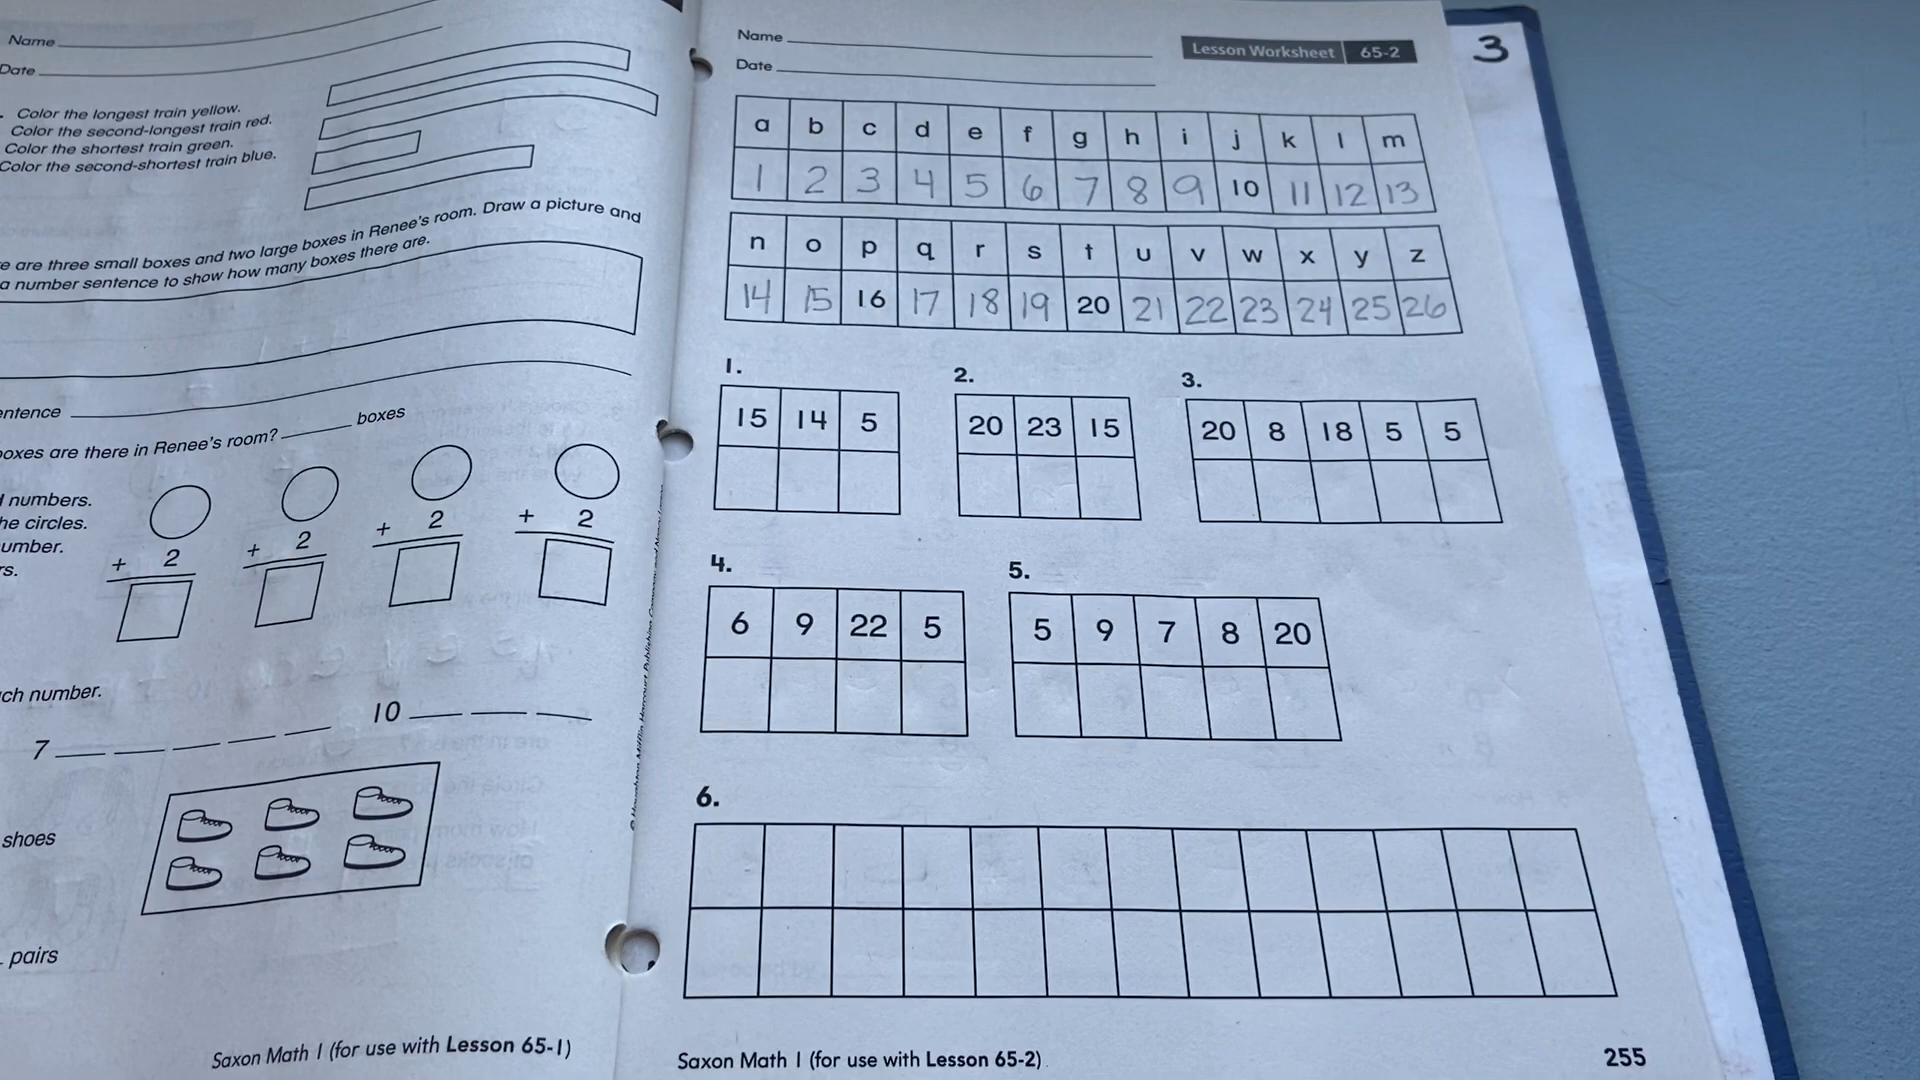 Name
Date
Color the longest train yellow.
Color the second-longest train red.
Color the shortest train green.
Color the second-shortest train blue.
are three small boxes and two large boxes in Renee's room. Draw a picture and
a number sentence to show how many boxes there are.
are there in Renee's room? boxes
numbers.
circles.
+ 2
+ 2
+ 2
+ 2
number.
7 10
shoes
pairs
Saxon Math 1 (for use with Lesson 65-1)
Name
Lesson Worksheet 65-2
3
Date
a b c d e f g h i j k l m
1 2 3 4 5 6 7 8 9 10 11 12 13
n o p q r s t u v w x y z
14 15 16 17 18 19 20 21 22 23 24 25 26
1.
15 14 5
2.
20 23 15
3.
20 8 18 5 5
4.
6 9 22 5
5.
5 9 7 8 20
6.
Saxon Math 1 (for use with Lesson 65-2)
255